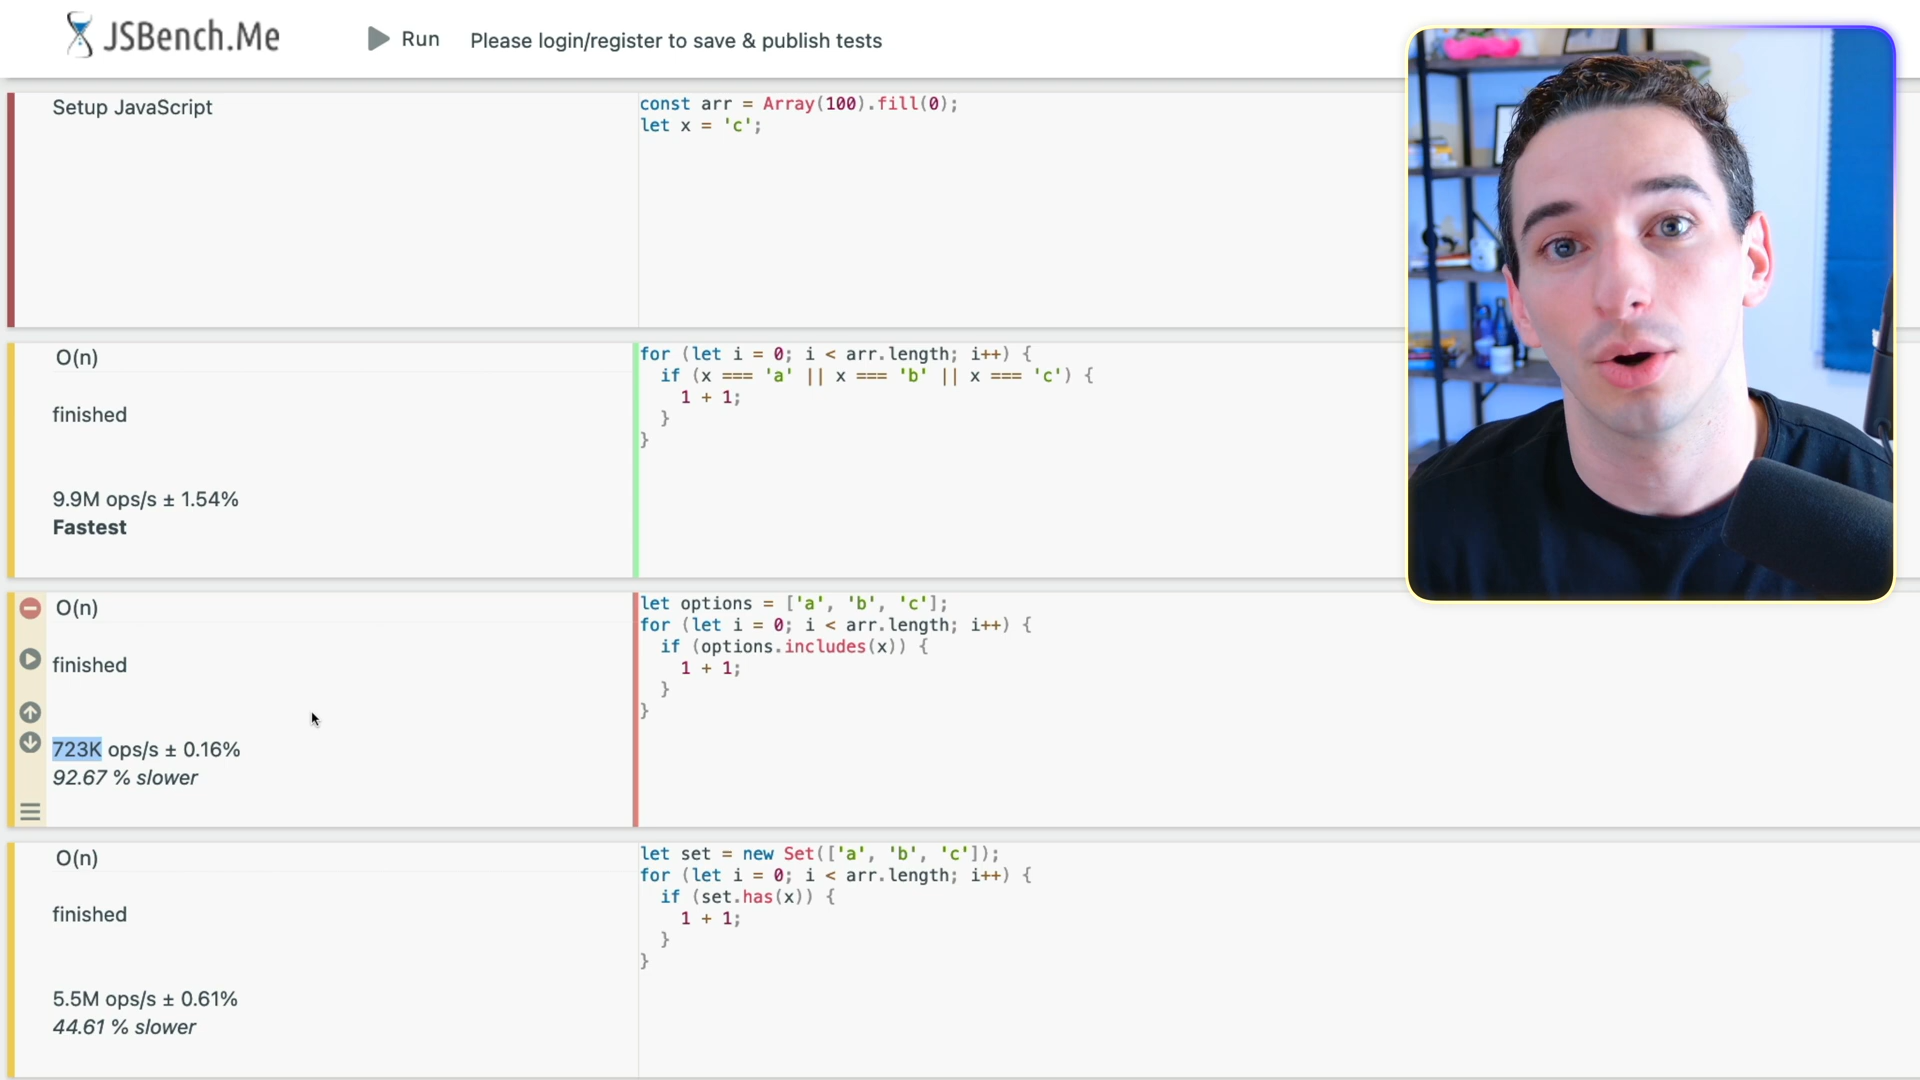 JSBench.Me
Run
Please login/register to save & publish tests
Setup JavaScript
const arr = Array(100).fill(0);
let x = 'c';
O(n)
finished
9.9M ops/s ± 1.54%
Fastest
for (let i = 0; i < arr.length; i++) {
  if (x === 'a' || x === 'b' || x === 'c') {
    1 + 1;
  }
}
O(n)
finished
723K ops/s ± 0.16%
92.67 % slower
let options = ['a', 'b', 'c'];
for (let i = 0; i < arr.length; i++) {
  if (options.includes(x)) {
    1 + 1;
  }
}
O(n)
finished
5.5M ops/s ± 0.61%
44.61 % slower
let set = new Set(['a', 'b', 'c']);
for (let i = 0; i < arr.length; i++) {
  if (set.has(x)) {
    1 + 1;
  }
}